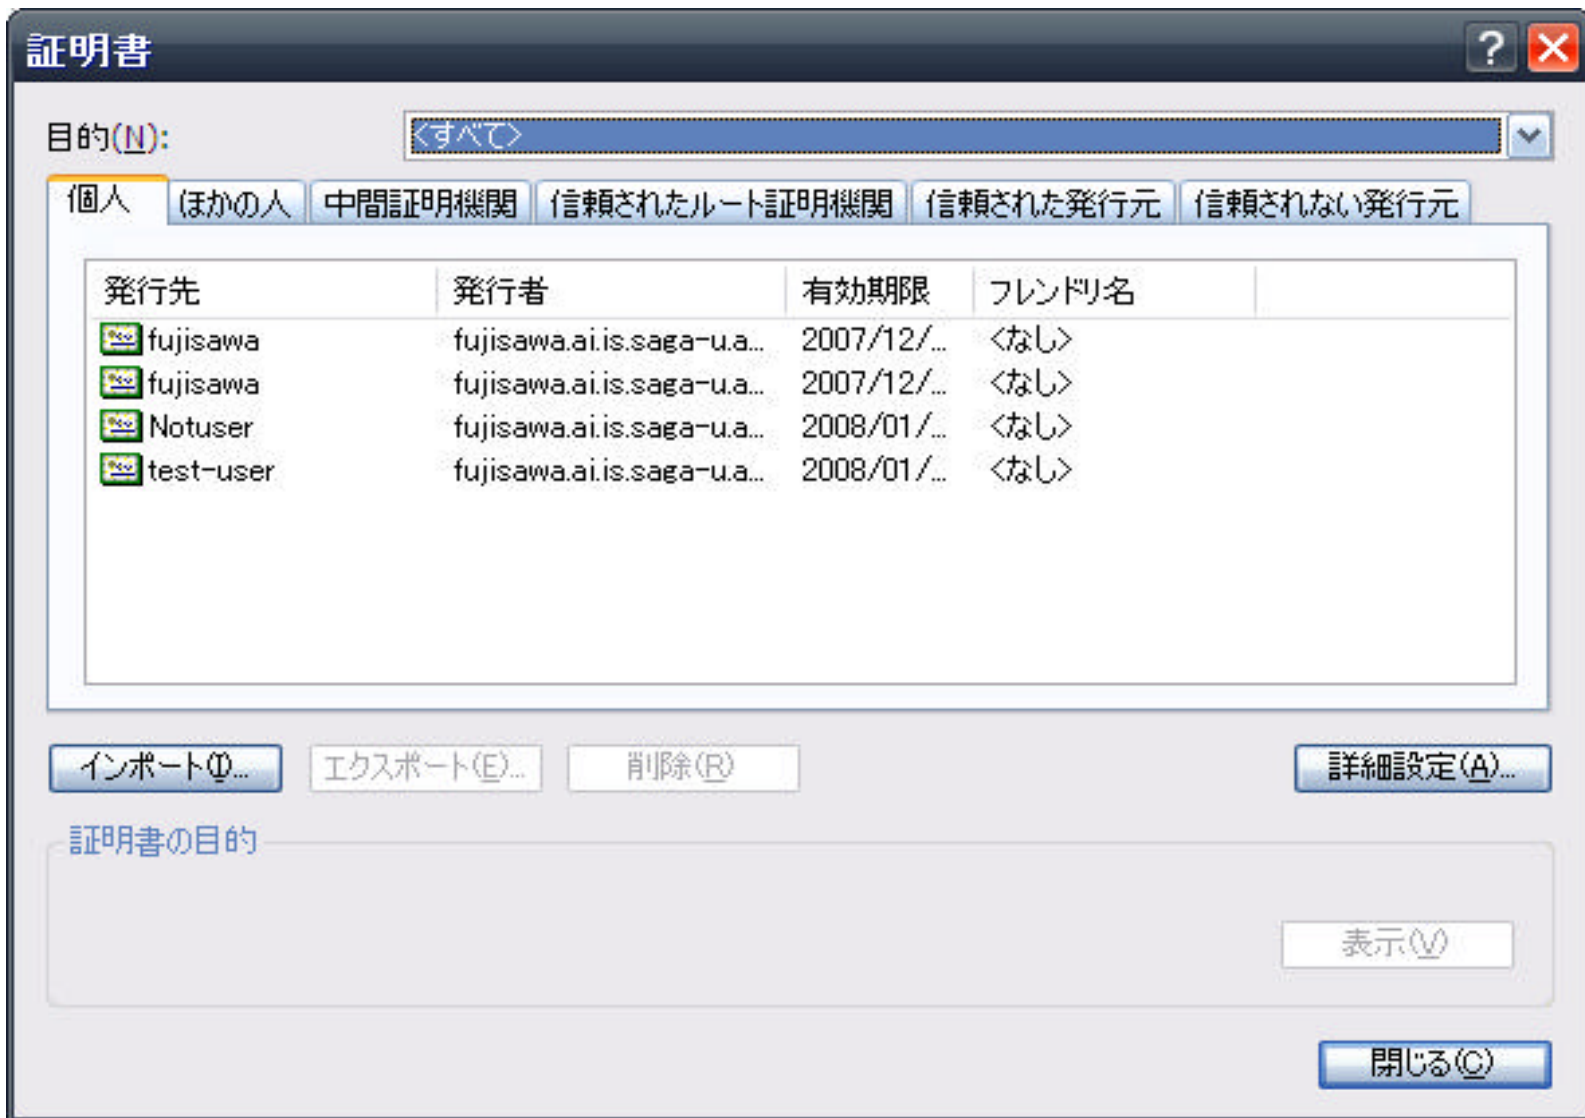 証明書
目的(N): <すべて>
個人 ほかの人 中間証明機関 信頼されたルート証明機関 信頼された発行元 信頼されない発行元
発行先 発行者 有効期限 フレンドリ名
fujisawa fujisawa.ai.is.saga-u.a... 2007/12/... <なし>
fujisawa fujisawa.ai.is.saga-u.a... 2007/12/... <なし>
Notuser fujisawa.ai.is.saga-u.a... 2008/01/... <なし>
test-user fujisawa.ai.is.saga-u.a... 2008/01/... <なし>
インポート(I)... エクスポート(E)... 削除(R) 詳細設定(A)...
証明書の目的
表示(V)
閉じる(C)